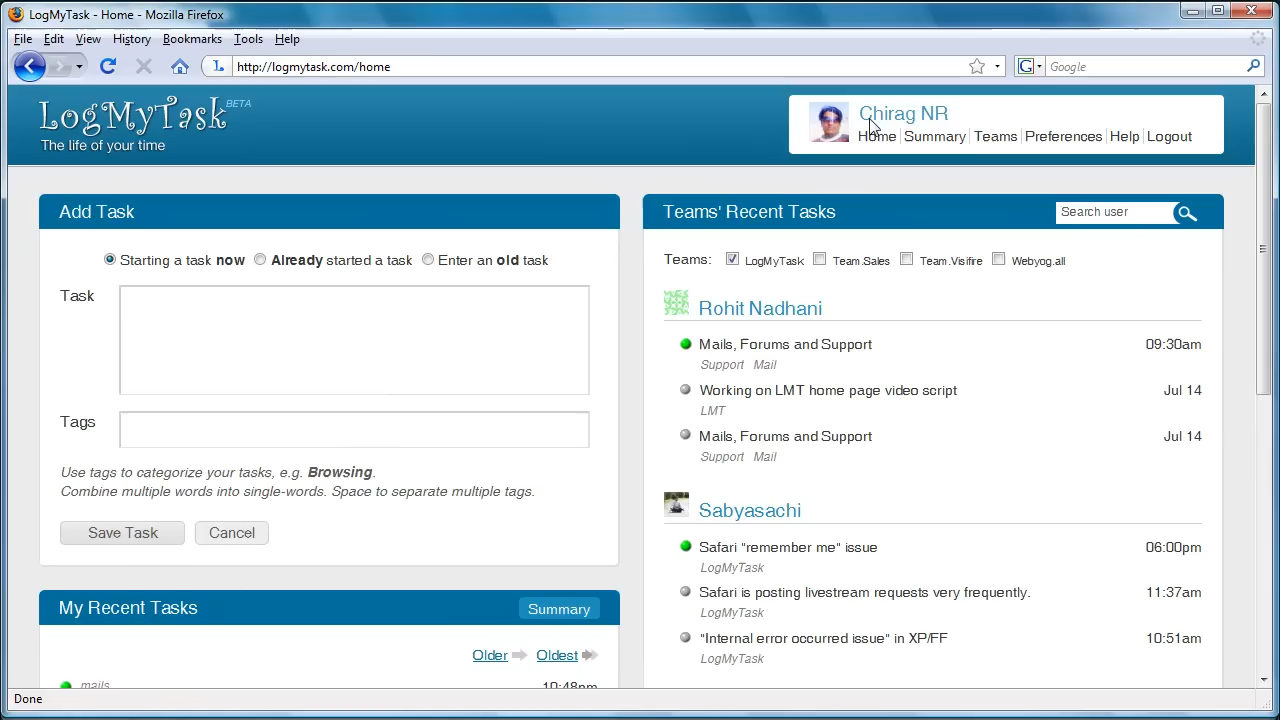 LogMyTask - Home - Mozilla Firefox
File Edit View History Bookmarks Tools Help
L http://logmytask.com/home G Google
LogMyTask BETA
The life of your time
Chirag NR
Home Summary Teams Preferences Help Logout
Add Task
Starting a task now Already started a task Enter an old task
Task
Tags
Use tags to categorize your tasks, e.g. Browsing.
Combine multiple words into single-words. Space to separate multiple tags.
Save Task Cancel
My Recent Tasks Summary
Older Oldest
mails 10:48pm
Teams' Recent Tasks Search user
Teams: LogMyTask Team.Sales Team.Visifire Webyog.all
Rohit Nadhani
Mails, Forums and Support 09:30am
Support Mail
Working on LMT home page video script Jul 14
LMT
Mails, Forums and Support Jul 14
Support Mail
Sabyasachi
Safari "remember me" issue 06:00pm
LogMyTask
Safari is posting livestream requests very frequently. 11:37am
LogMyTask
"Internal error occurred issue" in XP/FF 10:51am
LogMyTask
Done